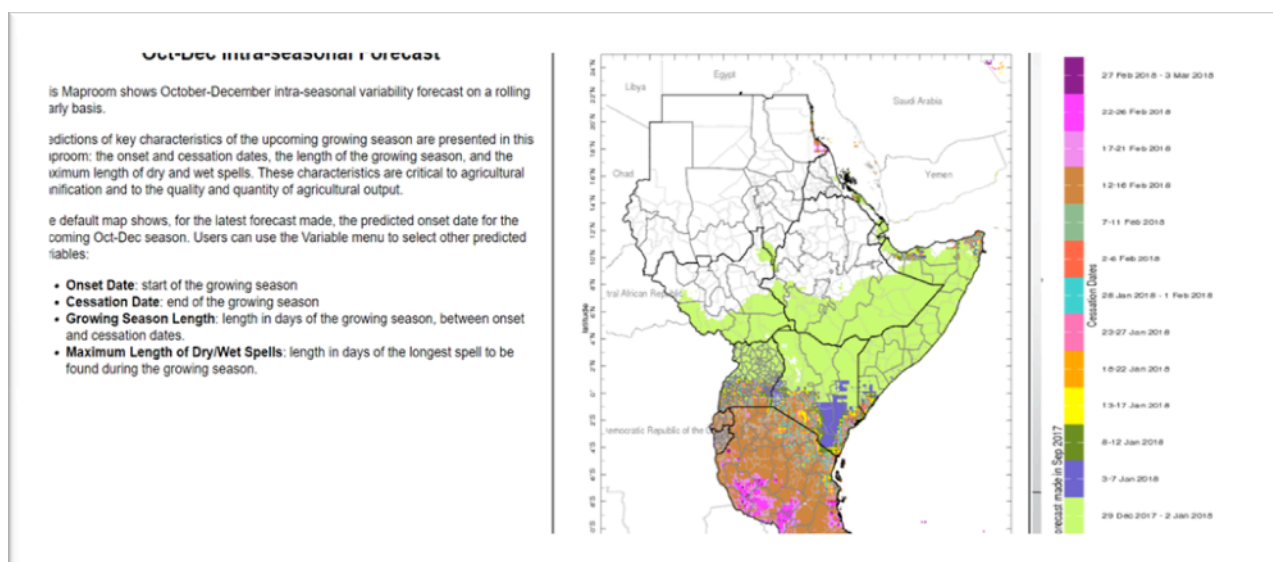 Oct-Dec Intra-seasonal Forecast
is Maproom shows October-December intra-seasonal variability forecast on a rolling
arly basis.
edictions of key characteristics of the upcoming growing season are presented in this
aproom: the onset and cessation dates, the length of the growing season, and the
aximum length of dry and wet spells. These characteristics are critical to agricultural
nification and to the quality and quantity of agricultural output.
e default map shows, for the latest forecast made, the predicted onset date for the
coming Oct-Dec season. Users can use the Variable menu to select other predicted
riables:
• Onset Date: start of the growing season
• Cessation Date: end of the growing season
• Growing Season Length: length in days of the growing season, between onset
and cessation dates.
• Maximum Length of Dry/Wet Spells: length in days of the longest spell to be
found during the growing season.
Libya
Egypt
Saudi Arabia
Chad
Yemen
tral African Republic
emocratic Republic of the C
latitude
27 Feb 2018 - 3 Mar 2018
22-26 Feb 2018
17-21 Feb 2018
12-16 Feb 2018
7-11 Feb 2018
2-6 Feb 2018
28 Jan 2018 - 1 Feb 2018
23-27 Jan 2018
18-22 Jan 2018
13-17 Jan 2018
8-12 Jan 2018
3-7 Jan 2018
29 Dec 2017 - 2 Jan 2018
Cessation Dates
orecast made in Sep 2017